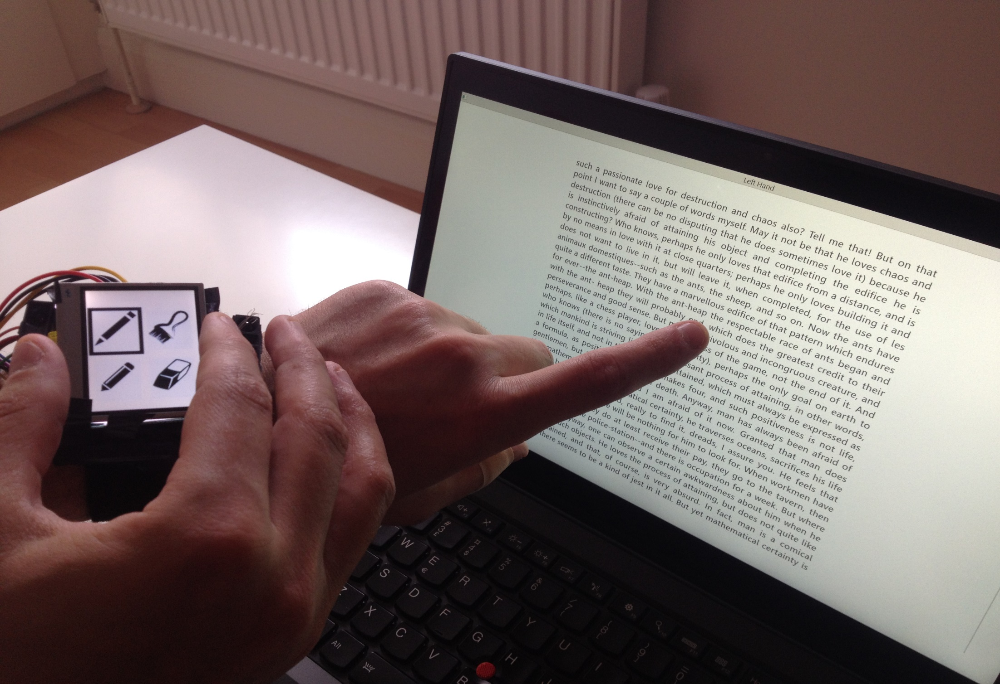 Left Hand
such a passionate love for destruction and chaos also? Tell me that! But on that
point I want to say a couple of words myself. May it not be that he loves chaos and
destruction (there can be no disputing that he does sometimes love it) because he
is instinctively afraid of attaining his object and completing the edifice he is
constructing? Who knows, perhaps he only loves that edifice from a distance, and is
by no means in love with it at close quarters; perhaps he only loves building it and
does not want to live in it, but will leave it, when completed, for the use of les
animaux domestiques--such as the ants, the sheep, and so on. Now the ants have
quite a different taste. They have a marvellous edifice of that pattern which endures
for ever--the ant-heap. With the ant-heap the respectable race of ants began and
with the ant- heap they will probably end, which does the greatest credit to their
perseverance and good sense. But and incongruous creature, and
perhaps, like a chess player, of the game, not the end of it. And
who knows (there is no perhaps the only goal on earth to
which mankind is striving process of attaining, in other words,
in life itself, and not in which must always be expressed as
a formula, as makes four, and such positiveness is not life,
gentlemen, but death. Anyway, man has always been afraid of
I am afraid of it now. Granted that man does
certainty, he traverses oceans, sacrifices his life
really to find it, dreads, I assure you. He feels that
will be nothing for him to look for. When workmen have
do at least receive their pay, they go to the tavern, then
police-station--and there is occupation for a week. But where
one can observe a certain awkwardness about him when he
such objects. He loves the process of attaining, but does not quite like
and that, of course, is very absurd. In fact, man is a comical
there seems to be a kind of jest in it all. But yet mathematical certainty is
# 3 £
¤ 4 $
% 5
& 6
/ 7
( 8
) 9
= 0
W E € R T Y U I
S D F G H J
Z X C V B
Alt